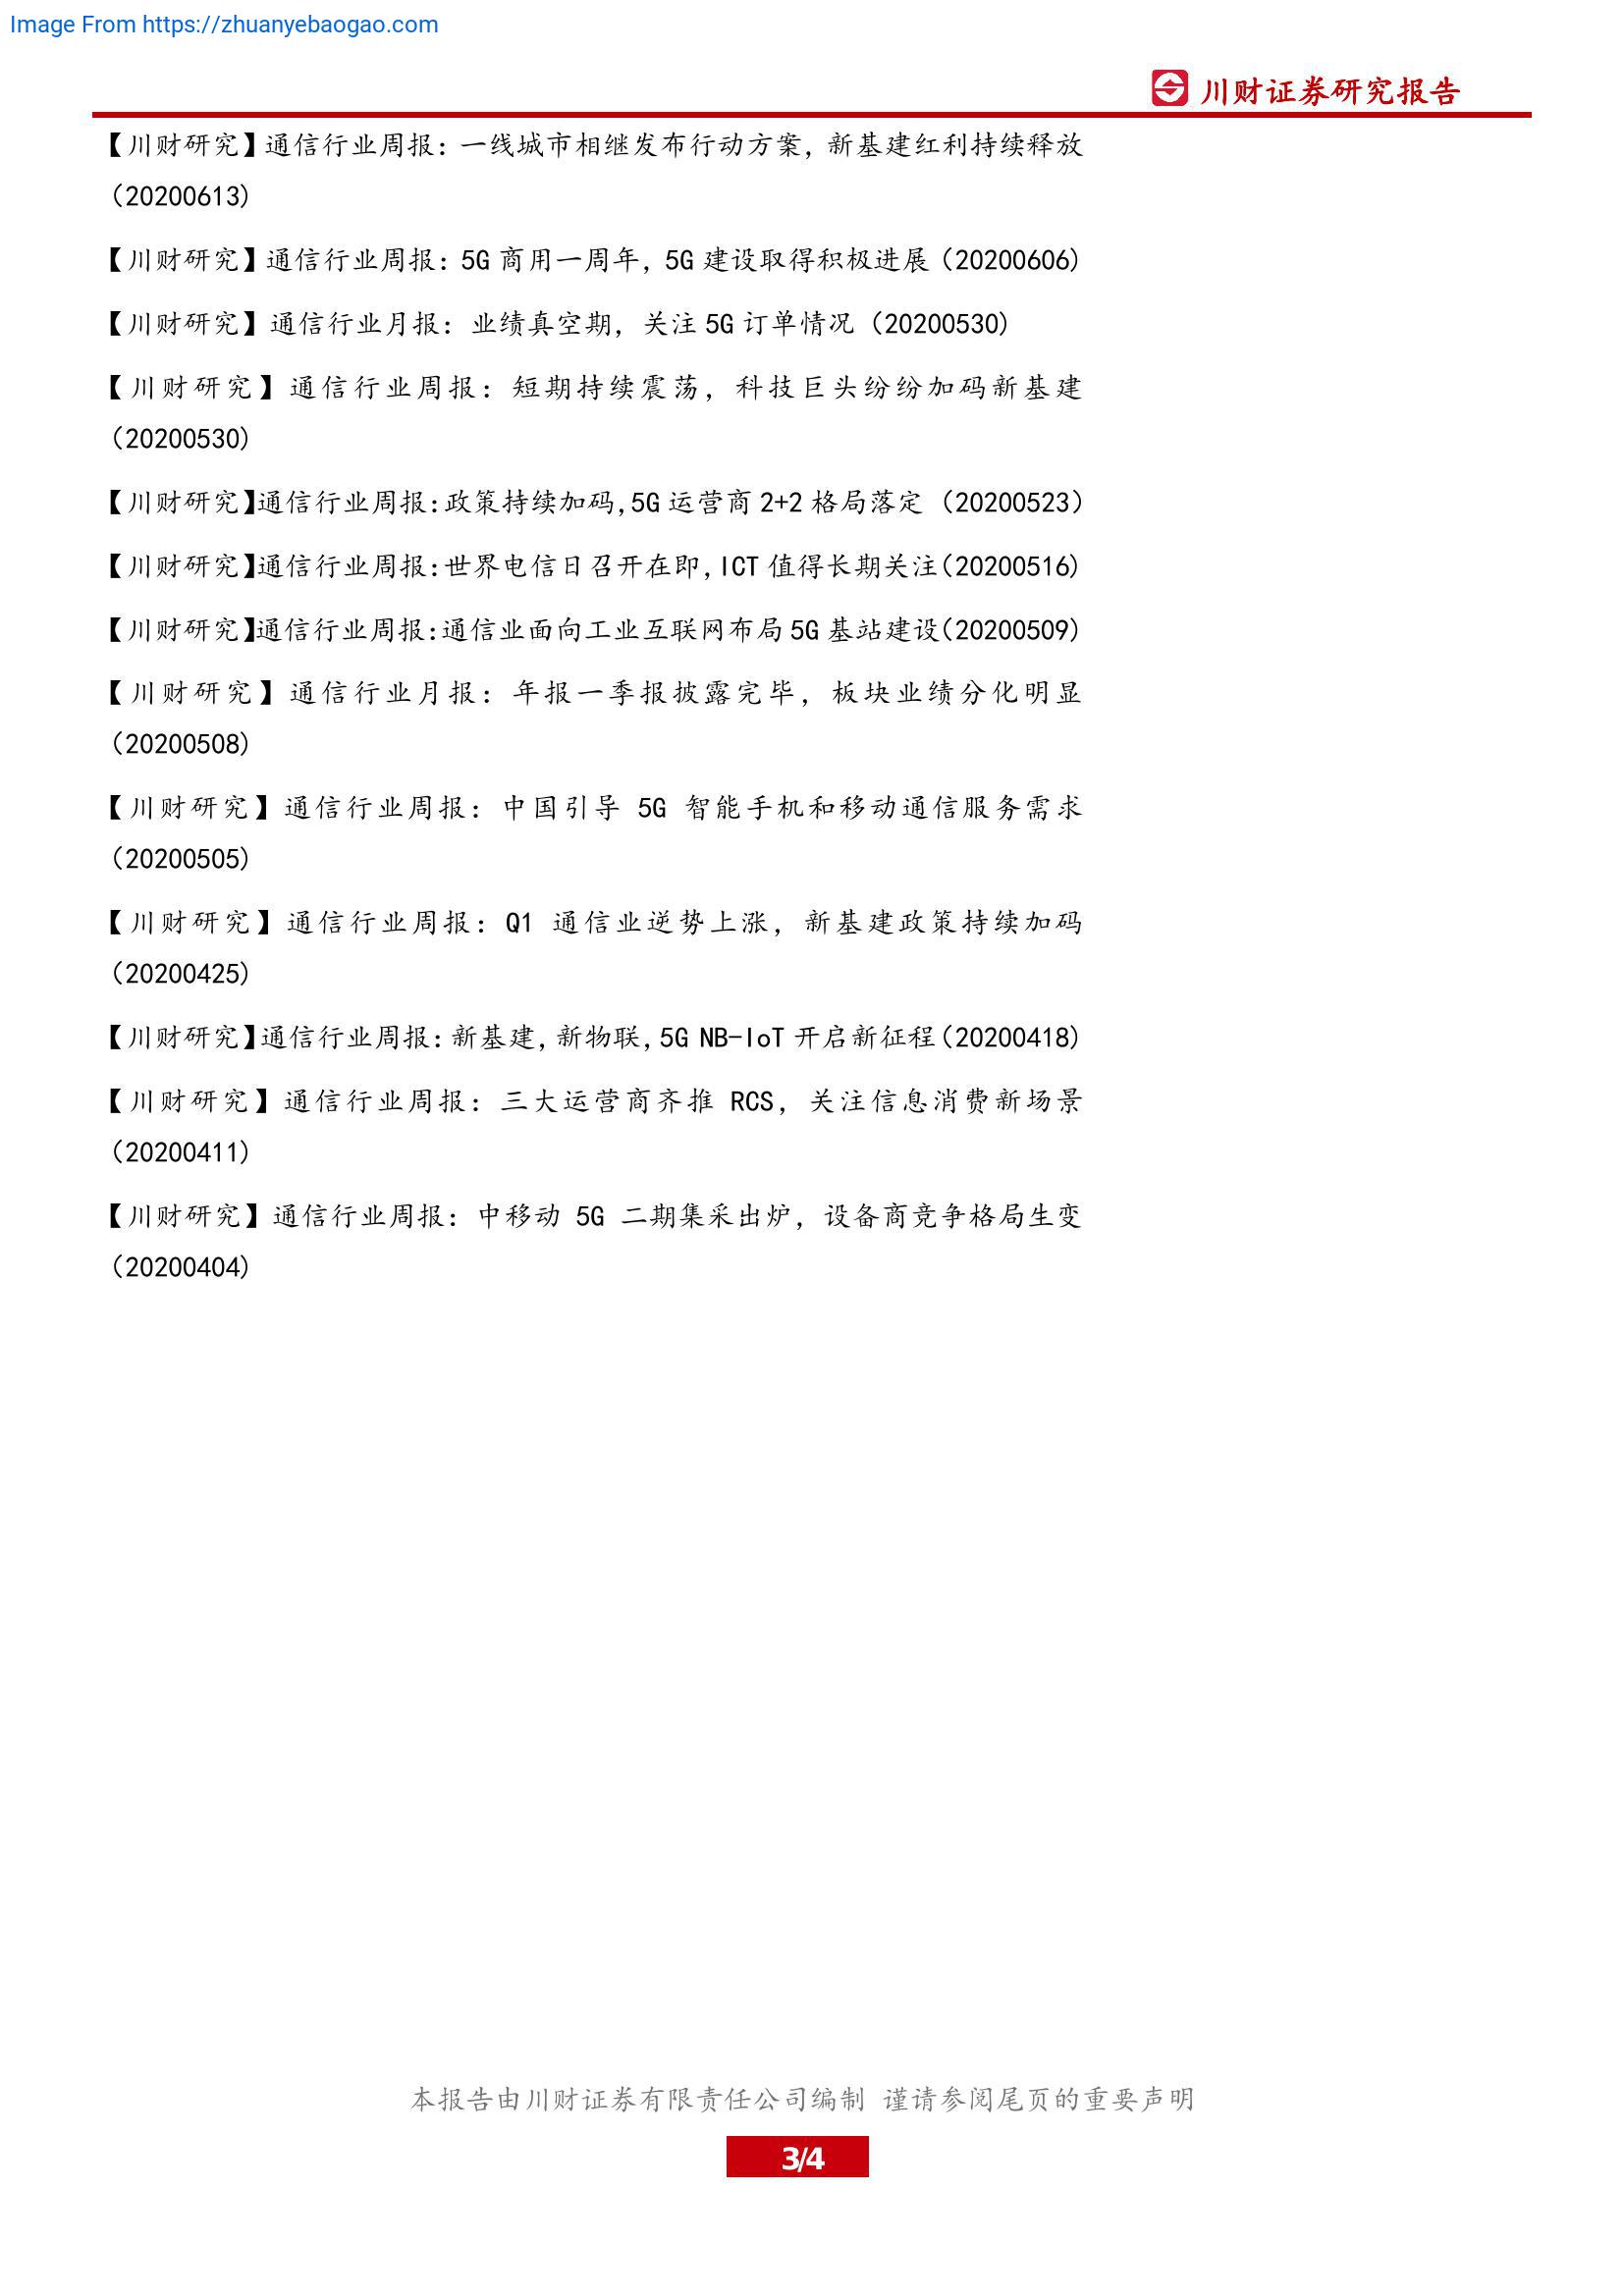 Image From https://zhuanyebaogao.com
川财证券研究报告
【川财研究】通信行业周报：一线城市相继发布行动方案，新基建红利持续释放
（20200613）
【川财研究】通信行业周报：5G 商用一周年，5G 建设取得积极进展（20200606）
【川财研究】通信行业月报：业绩真空期，关注 5G 订单情况（20200530）
【川财研究】通信行业周报：短期持续震荡，科技巨头纷纷加码新基建
（20200530）
【川财研究】通信行业周报：政策持续加码,5G 运营商 2+2 格局落定（20200523）
【川财研究】通信行业周报：世界电信日召开在即,ICT 值得长期关注（20200516）
【川财研究】通信行业周报：通信业面向工业互联网布局 5G 基站建设（20200509）
【川财研究】通信行业月报：年报一季报披露完毕，板块业绩分化明显
（20200508）
【川财研究】通信行业周报：中国引导 5G 智能手机和移动通信服务需求
（20200505）
【川财研究】通信行业周报：Q1 通信业逆势上涨，新基建政策持续加码
（20200425）
【川财研究】通信行业周报：新基建，新物联，5G NB-IoT 开启新征程（20200418）
【川财研究】通信行业周报：三大运营商齐推 RCS，关注信息消费新场景
（20200411）
【川财研究】通信行业周报：中移动 5G 二期集采出炉，设备商竞争格局生变
（20200404）
本报告由川财证券有限责任公司编制 谨请参阅尾页的重要声明
3/4